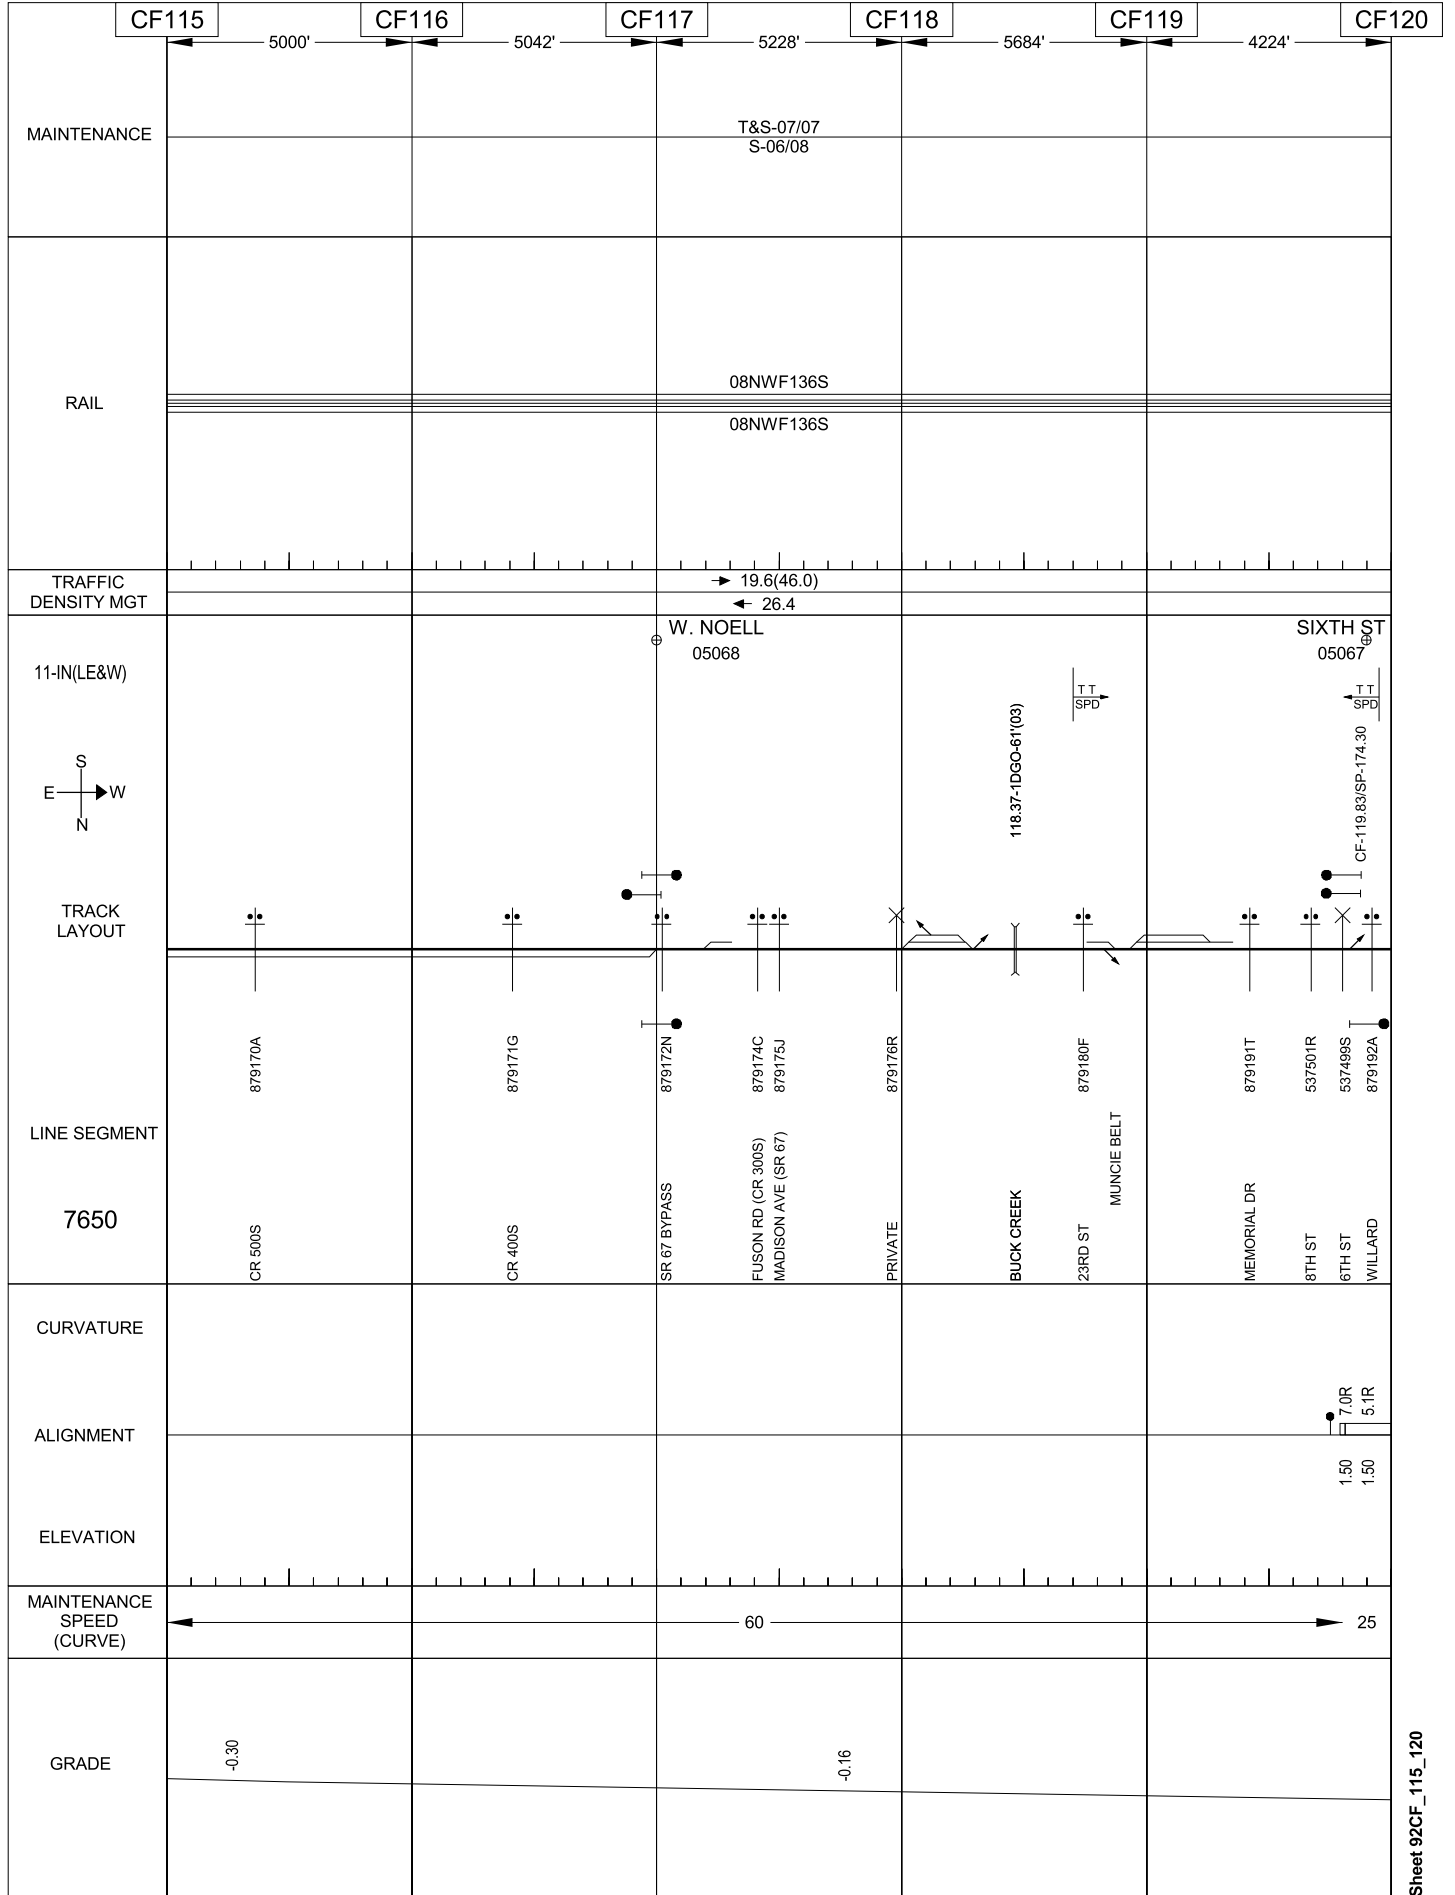 CF115 CF116 CF117 CF118 CF119 CF120
5000' 5042' 5228' 5684' 4224'
MAINTENANCE
T&S-07/07
S-06/08
RAIL
08NWF136S
08NWF136S
TRAFFIC
DENSITY MGT
19.6(46.0)
26.4
W. NOELL
05068
SIXTH ST
05067
11-IN(LE&W)
T T
SPD
T T
SPD
S
E W
N
118.37-1DGO-61'(03)
CF-119.83/SP-174.30
TRACK
LAYOUT
879170A
879171G
879172N
879174C
879175J
879176R
879180F
879191T
537501R
537499S
879192A
LINE SEGMENT
7650
CR 500S
CR 400S
SR 67 BYPASS
FUSON RD (CR 300S)
MADISON AVE (SR 67)
PRIVATE
BUCK CREEK
23RD ST
MUNCIE BELT
MEMORIAL DR
8TH ST
6TH ST
WILLARD
CURVATURE
7.0R
5.1R
ALIGNMENT
1.50
1.50
ELEVATION
MAINTENANCE
SPEED
(CURVE)
60
25
GRADE
-0.30
-0.16
Sheet 92CF_115_120